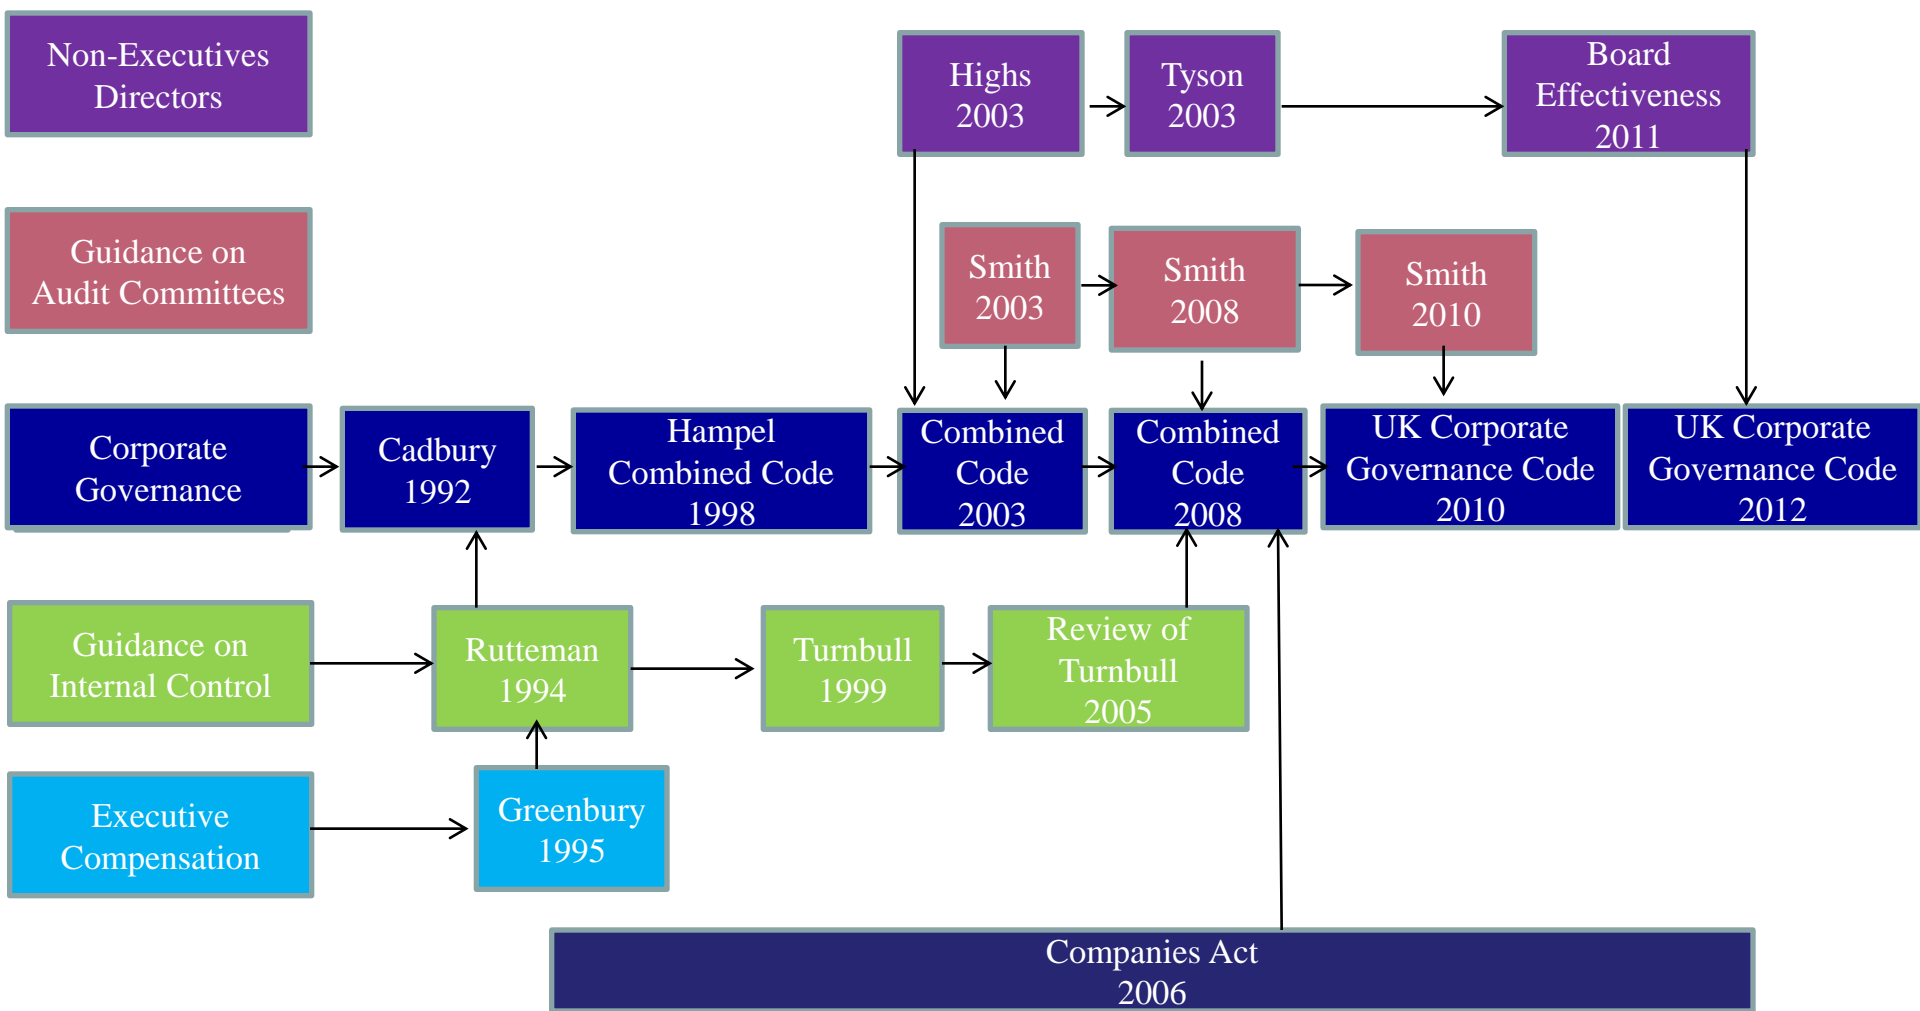 Non-Executives
Directors
Highs
2003
Tyson
2003
Board
Effectiveness
2011
Guidance on
Audit Committees
Smith
2003
Smith
2008
Smith
2010
Corporate
Governance
Cadbury
1992
Hampel
Combined Code
1998
Combined
Code
2003
Combined
Code
2008
UK Corporate
Governance Code
2010
UK Corporate
Governance Code
2012
Guidance on
Internal Control
Rutteman
1994
Turnbull
1999
Review of
Turnbull
2005
Executive
Compensation
Greenbury
1995
Companies Act
2006